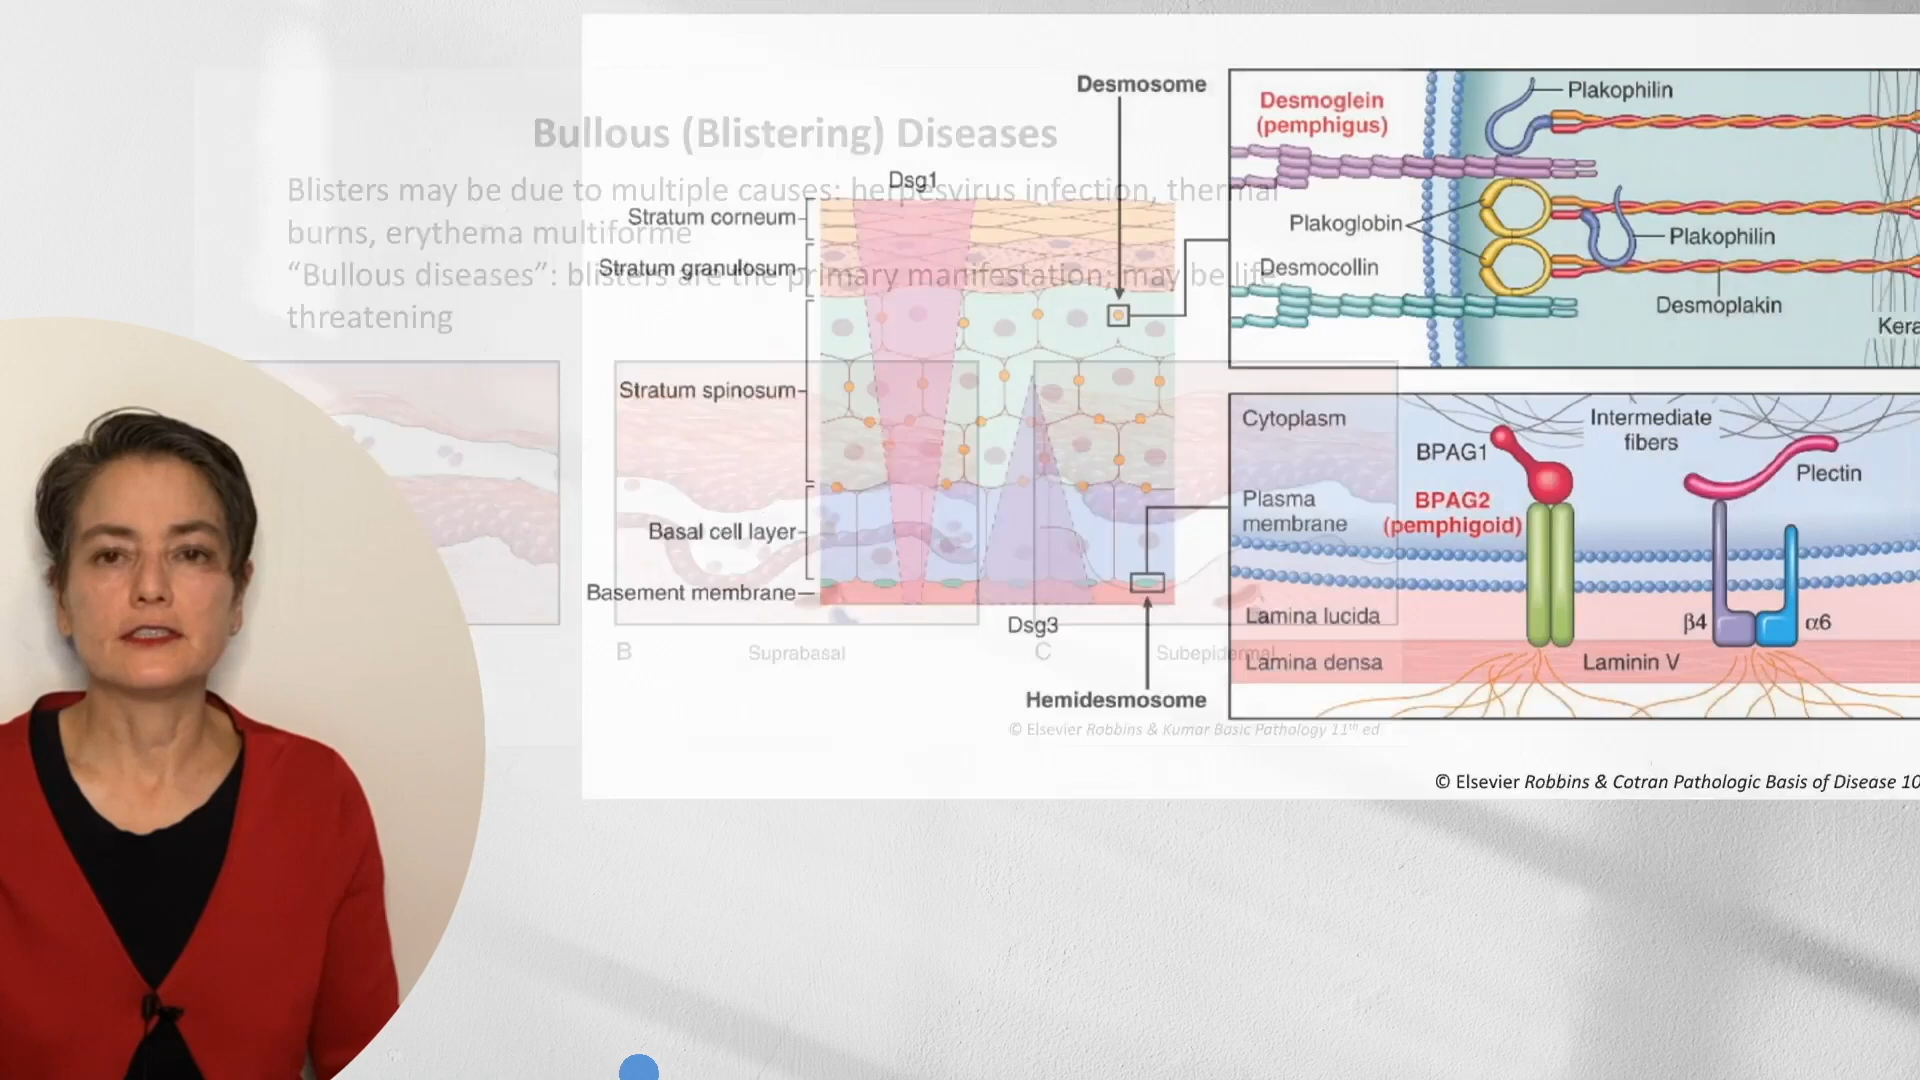 Bullous (Blistering) Diseases
Blisters may be due to multiple causes: herpesvirus infection, thermal
burns, erythema multiforme
“Bullous diseases”: blisters are the primary manifestation; may be life
threatening
B
Suprabasal
C
Subepidermal
© Elsevier Robbins & Kumar Basic Pathology 11th ed
Desmosome
Dsg1
Stratum corneum
Stratum granulosum
Stratum spinosum
Basal cell layer
Basement membrane
Dsg3
Hemidesmosome
Desmoglein
(pemphigus)
Plakophilin
Plakoglobin
Plakophilin
Desmocollin
Desmoplakin
Kera
Cytoplasm
Intermediate
fibers
BPAG1
Plectin
BPAG2
(pemphigoid)
Plasma
membrane
Lamina lucida
β4
α6
Lamina densa
Laminin V
© Elsevier Robbins & Cotran Pathologic Basis of Disease 10